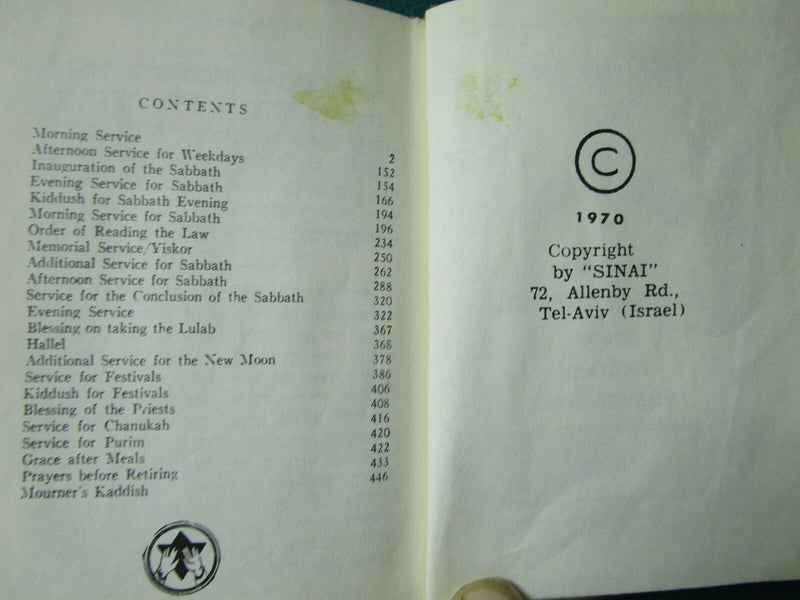 CONTENTS
Morning Service 2
Afternoon Service for Weekdays 152
Inauguration of the Sabbath 154
Evening Service for Sabbath 166
Kiddush for Sabbath Evening 194
Morning Service for Sabbath 196
Order of Reading the Law 234
Memorial Service/Yiskor 250
Additional Service for Sabbath 262
Afternoon Service for Sabbath 288
Service for the Conclusion of the Sabbath 320
Evening Service 322
Blessing on taking the Lulab 367
Hallel 368
Additional Service for the New Moon 378
Service for Festivals 386
Kiddush for Festivals 406
Blessing of the Priests 408
Service for Chanukah 416
Service for Purim 420
Grace after Meals 422
Prayers before Retiring 433
Mourner's Kaddish 446
©
1970
Copyright
by "SINAI"
72, Allenby Rd.,
Tel-Aviv (Israel)